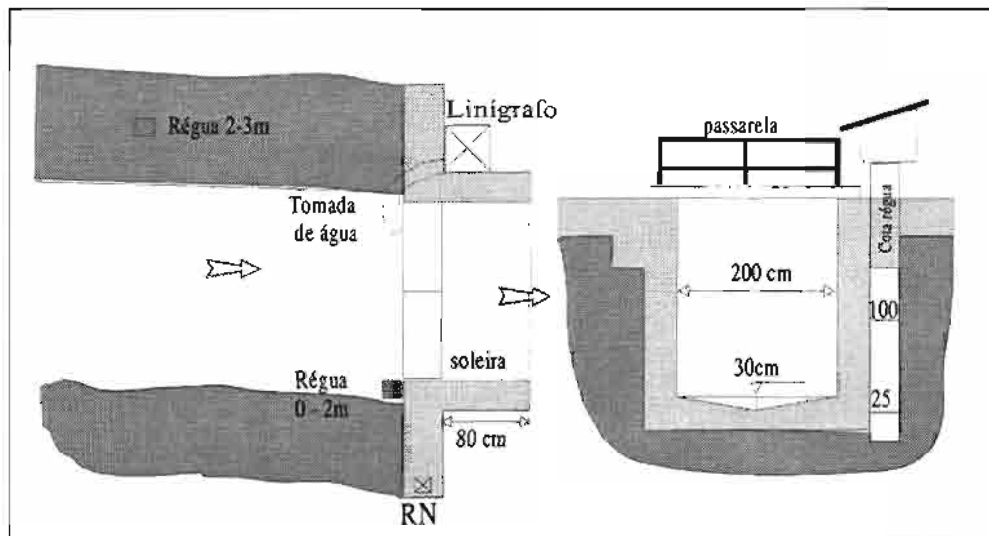 Régua 2-3m
Linígrafo
Tomada
de água
Régua
0 - 2m
soleira
80 cm
RN
passarela
Cota régua
200 cm
100
30cm
25